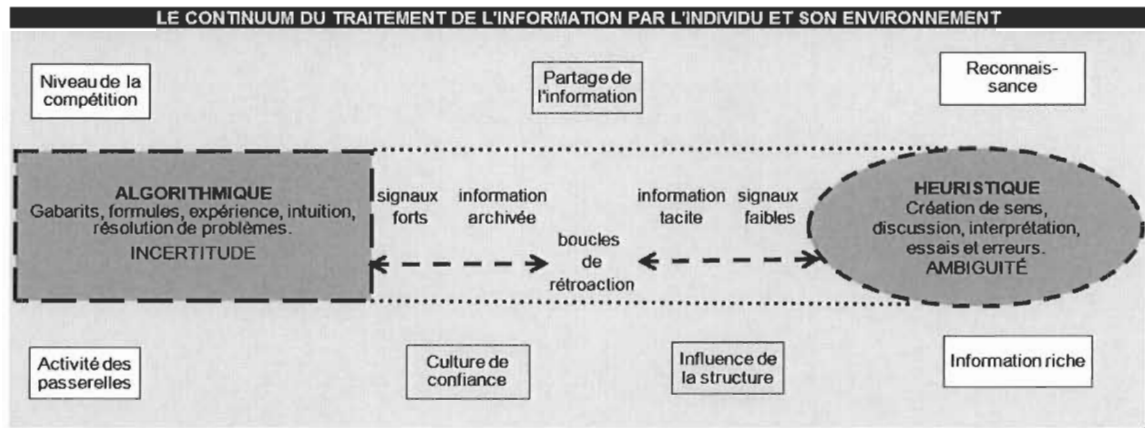 LE CONTINUUM DU TRAITEMENT DE L'INFORMATION PAR L'INDIVIDU ET SON ENVIRONNEMENT
Niveau de la
compétition
Partage de
l'information
Reconnais-
sance
ALGORITHMIQUE
Gabarits, formules, expérience, intuition,
résolution de problèmes.
INCERTITUDE
signaux
forts
information
archivée
boucles
de
rétroaction
information
tacite
signaux
faibles
HEURISTIQUE
Création de sens,
discussion, interprétation,
essais et erreurs.
AMBIGUITÉ
Activité des
passerelles
Culture de
confiance
Influence de
la structure
Information riche